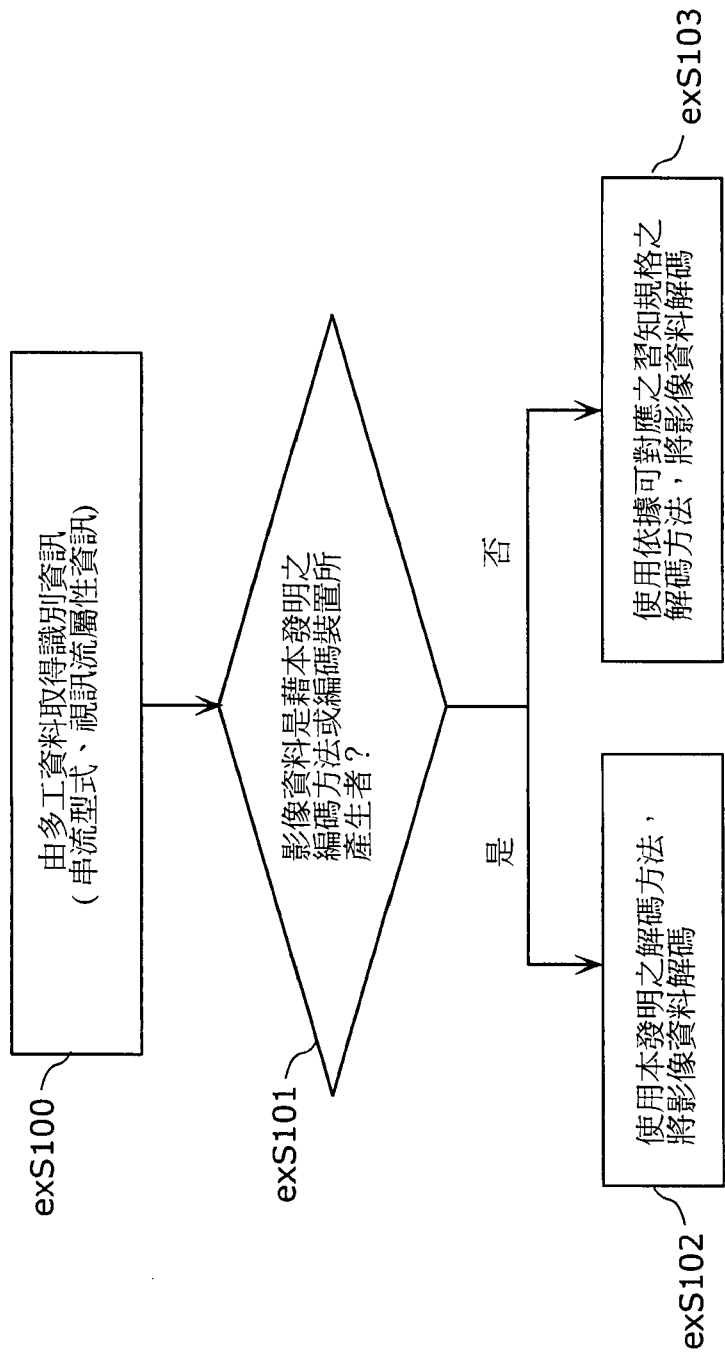 exS100
由多工資料取得識別資訊
(串流型式、視訊流屬性資訊)
exS101
影像資料是藉本發明之
編碼方法或編碼裝置所
產生者？
是
否
exS102
使用本發明之解碼方法，
將影像資料解碼
exS103
使用依據可對應之習知規格之
解碼方法，將影像資料解碼